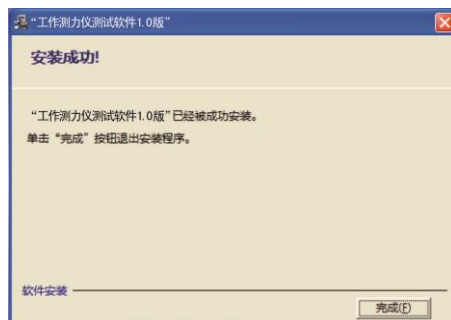 “工作测力仪测试软件1.0版”
安装成功!
“工作测力仪测试软件1.0版”已经被成功安装。
单击“完成”按钮退出安装程序。
软件安装
完成(F)